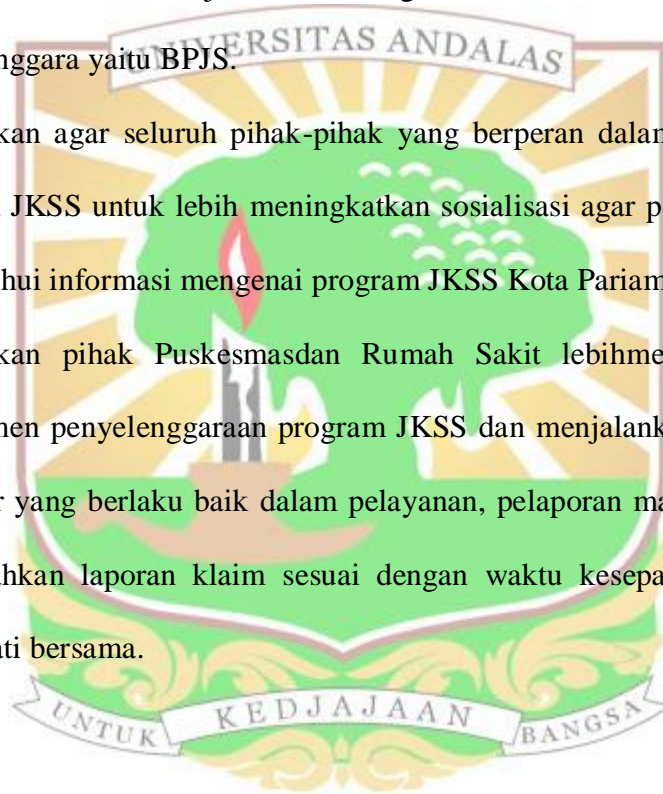 UNIVERSITAS ANDALAS
nggara yaitu BPJS.
kan agar seluruh pihak-pihak yang berperan dalan
JKSS untuk lebih meningkatkan sosialisasi agar p
hui informasi mengenai program JKSS Kota Pariam
kan pihak Puskesmasdan Rumah Sakit lebihme
nen penyelenggaraan program JKSS dan menjalank
r yang berlaku baik dalam pelayanan, pelaporan ma
hkan laporan klaim sesuai dengan waktu kesepa
ati bersama.
UNTUK KEDJAJAAN BANGSA